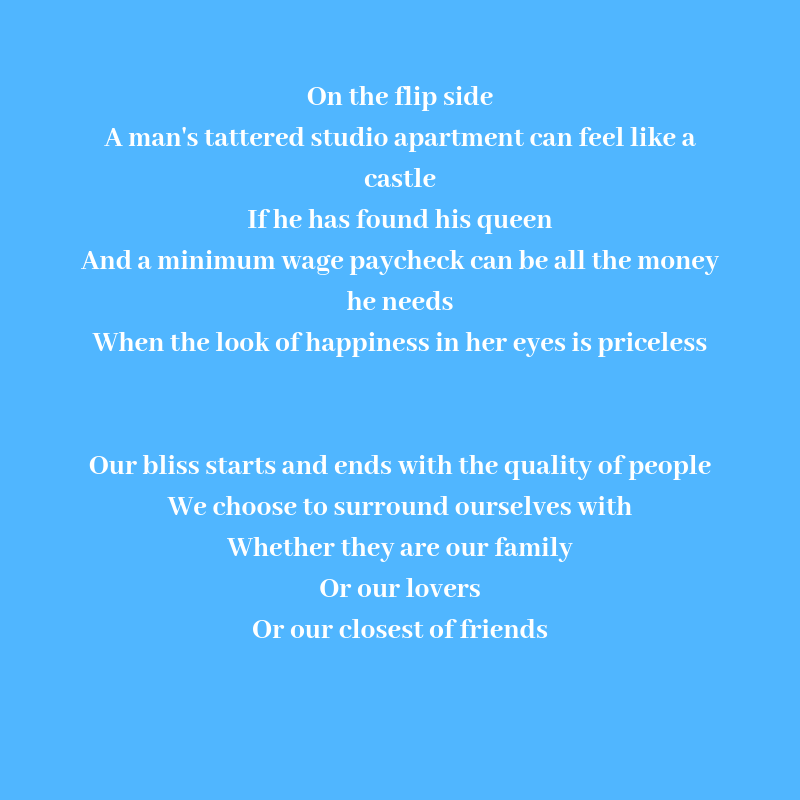 On the flip side
A man's tattered studio apartment can feel like a
castle
If he has found his queen
And a minimum wage paycheck can be all the money
he needs
When the look of happiness in her eyes is priceless
Our bliss starts and ends with the quality of people
We choose to surround ourselves with
Whether they are our family
Or our lovers
Or our closest of friends